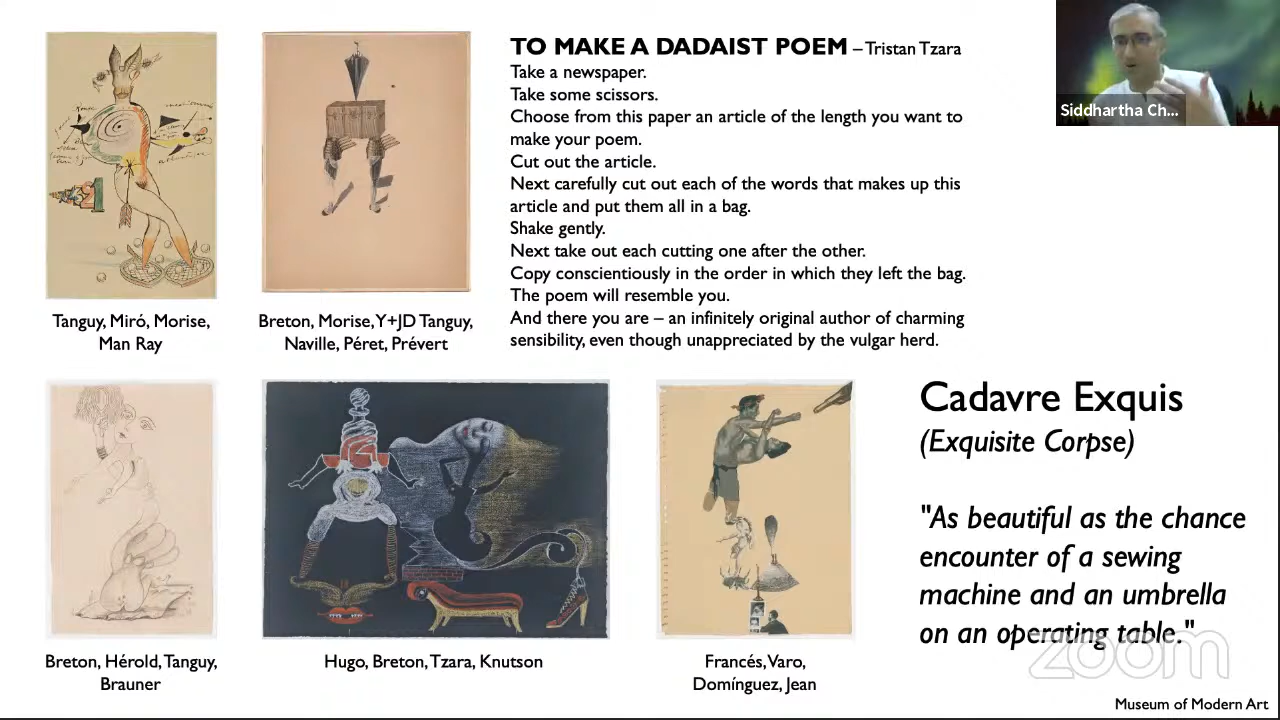 TO MAKE A DADAIST POEM – Tristan Tzara
Take a newspaper.
Take some scissors.
Choose from this paper an article of the length you want to
make your poem.
Cut out the article.
Next carefully cut out each of the words that makes up this
article and put them all in a bag.
Shake gently.
Next take out each cutting one after the other.
Copy conscientiously in the order in which they left the bag.
The poem will resemble you.
And there you are – an infinitely original author of charming
sensibility, even though unappreciated by the vulgar herd.
Siddhartha Ch...
Tanguy, Miró, Morise,
Man Ray
Breton, Morise, Y+JD Tanguy,
Naville, Péret, Prévert
Cadavre Exquis
(Exquisite Corpse)
"As beautiful as the chance
encounter of a sewing
machine and an umbrella
on an operating table."
Breton, Hérold, Tanguy,
Brauner
Hugo, Breton, Tzara, Knutson
Francés, Varo,
Domínguez, Jean
zoom
Museum of Modern Art